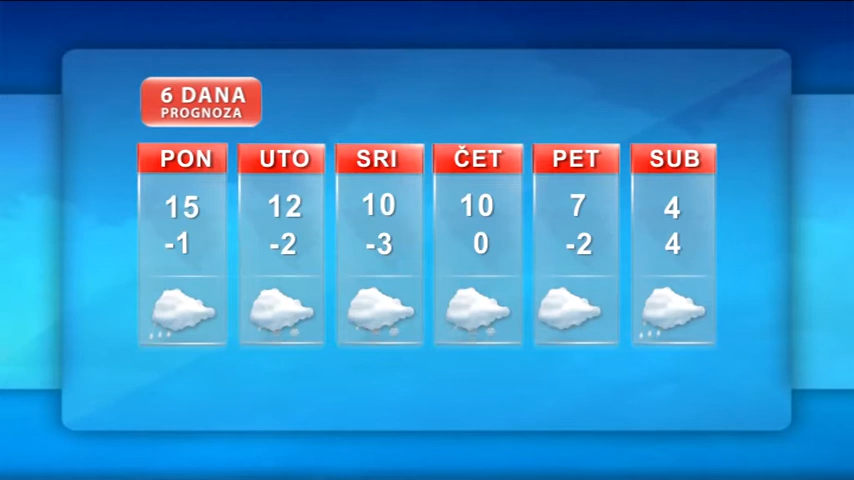 6 DANA
PROGNOZA
PON UTO SRI ČET PET SUB
15 12 10 10 7 4
-1 -2 -3 0 -2 4